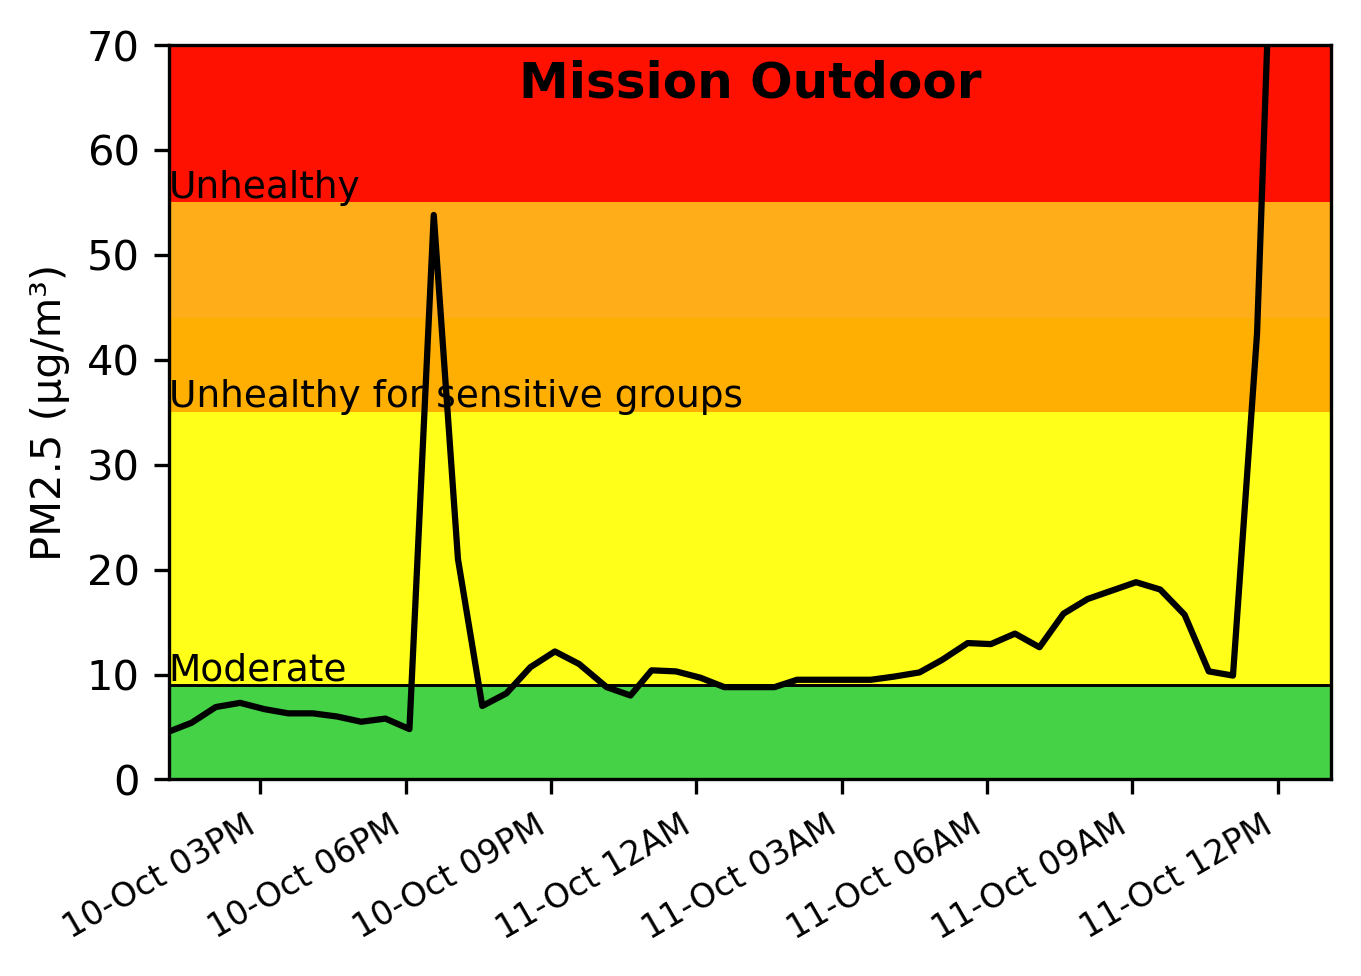 Mission Outdoor
PM2.5 (µg/m³)
70
60
50
40
30
20
10
0
Unhealthy
Unhealthy for sensitive groups
Moderate
10-Oct 03PM
10-Oct 06PM
10-Oct 09PM
11-Oct 12AM
11-Oct 03AM
11-Oct 06AM
11-Oct 09AM
11-Oct 12PM